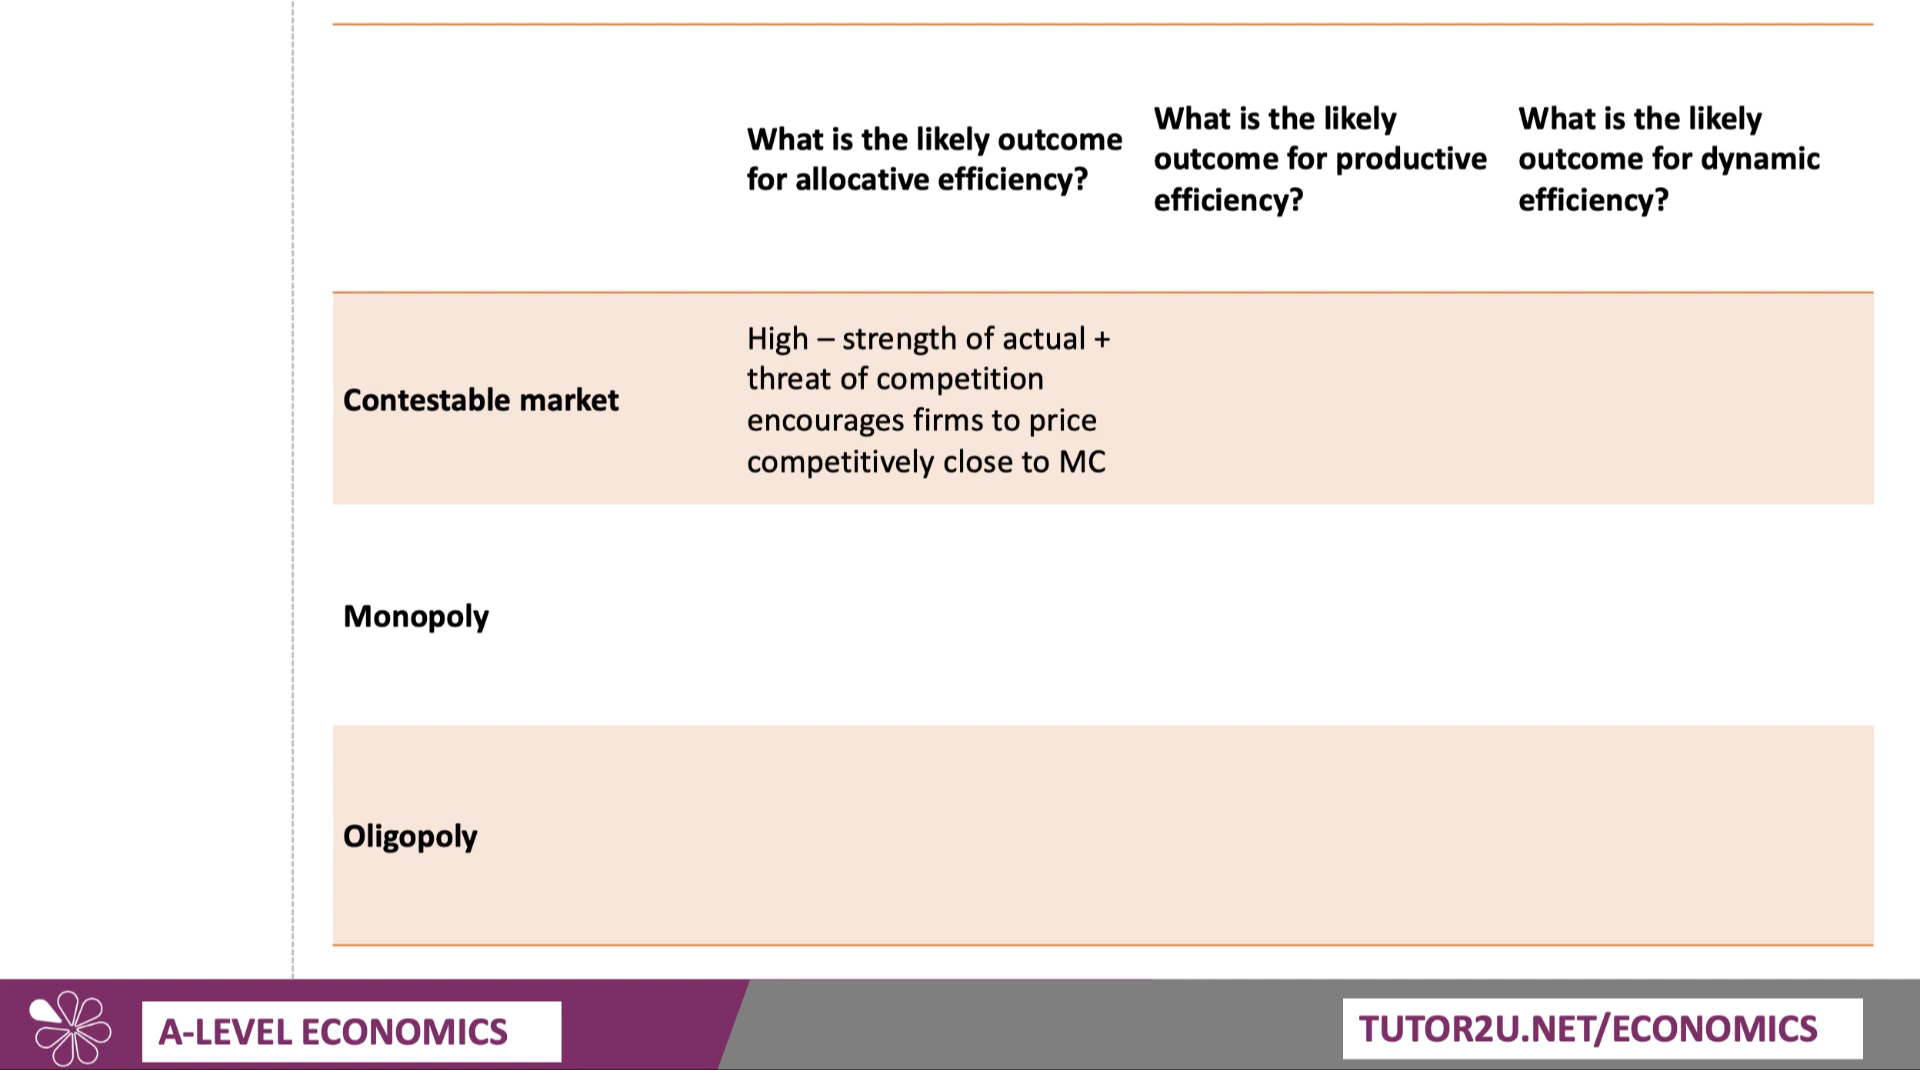 What is the likely outcome
for allocative efficiency?
What is the likely
outcome for productive
efficiency?
What is the likely
outcome for dynamic
efficiency?
Contestable market
High – strength of actual +
threat of competition
encourages firms to price
competitively close to MC
Monopoly
Oligopoly
A-LEVEL ECONOMICS
TUTOR2U.NET/ECONOMICS